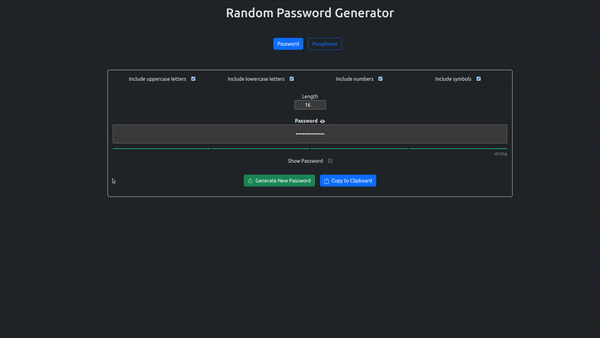 Random Password Generator
Password Passphrase
Include uppercase letters Include lowercase letters Include numbers Include symbols
Length
16
Password
••••••••••••••••
strong
Show Password
Generate New Password Copy to Clipboard